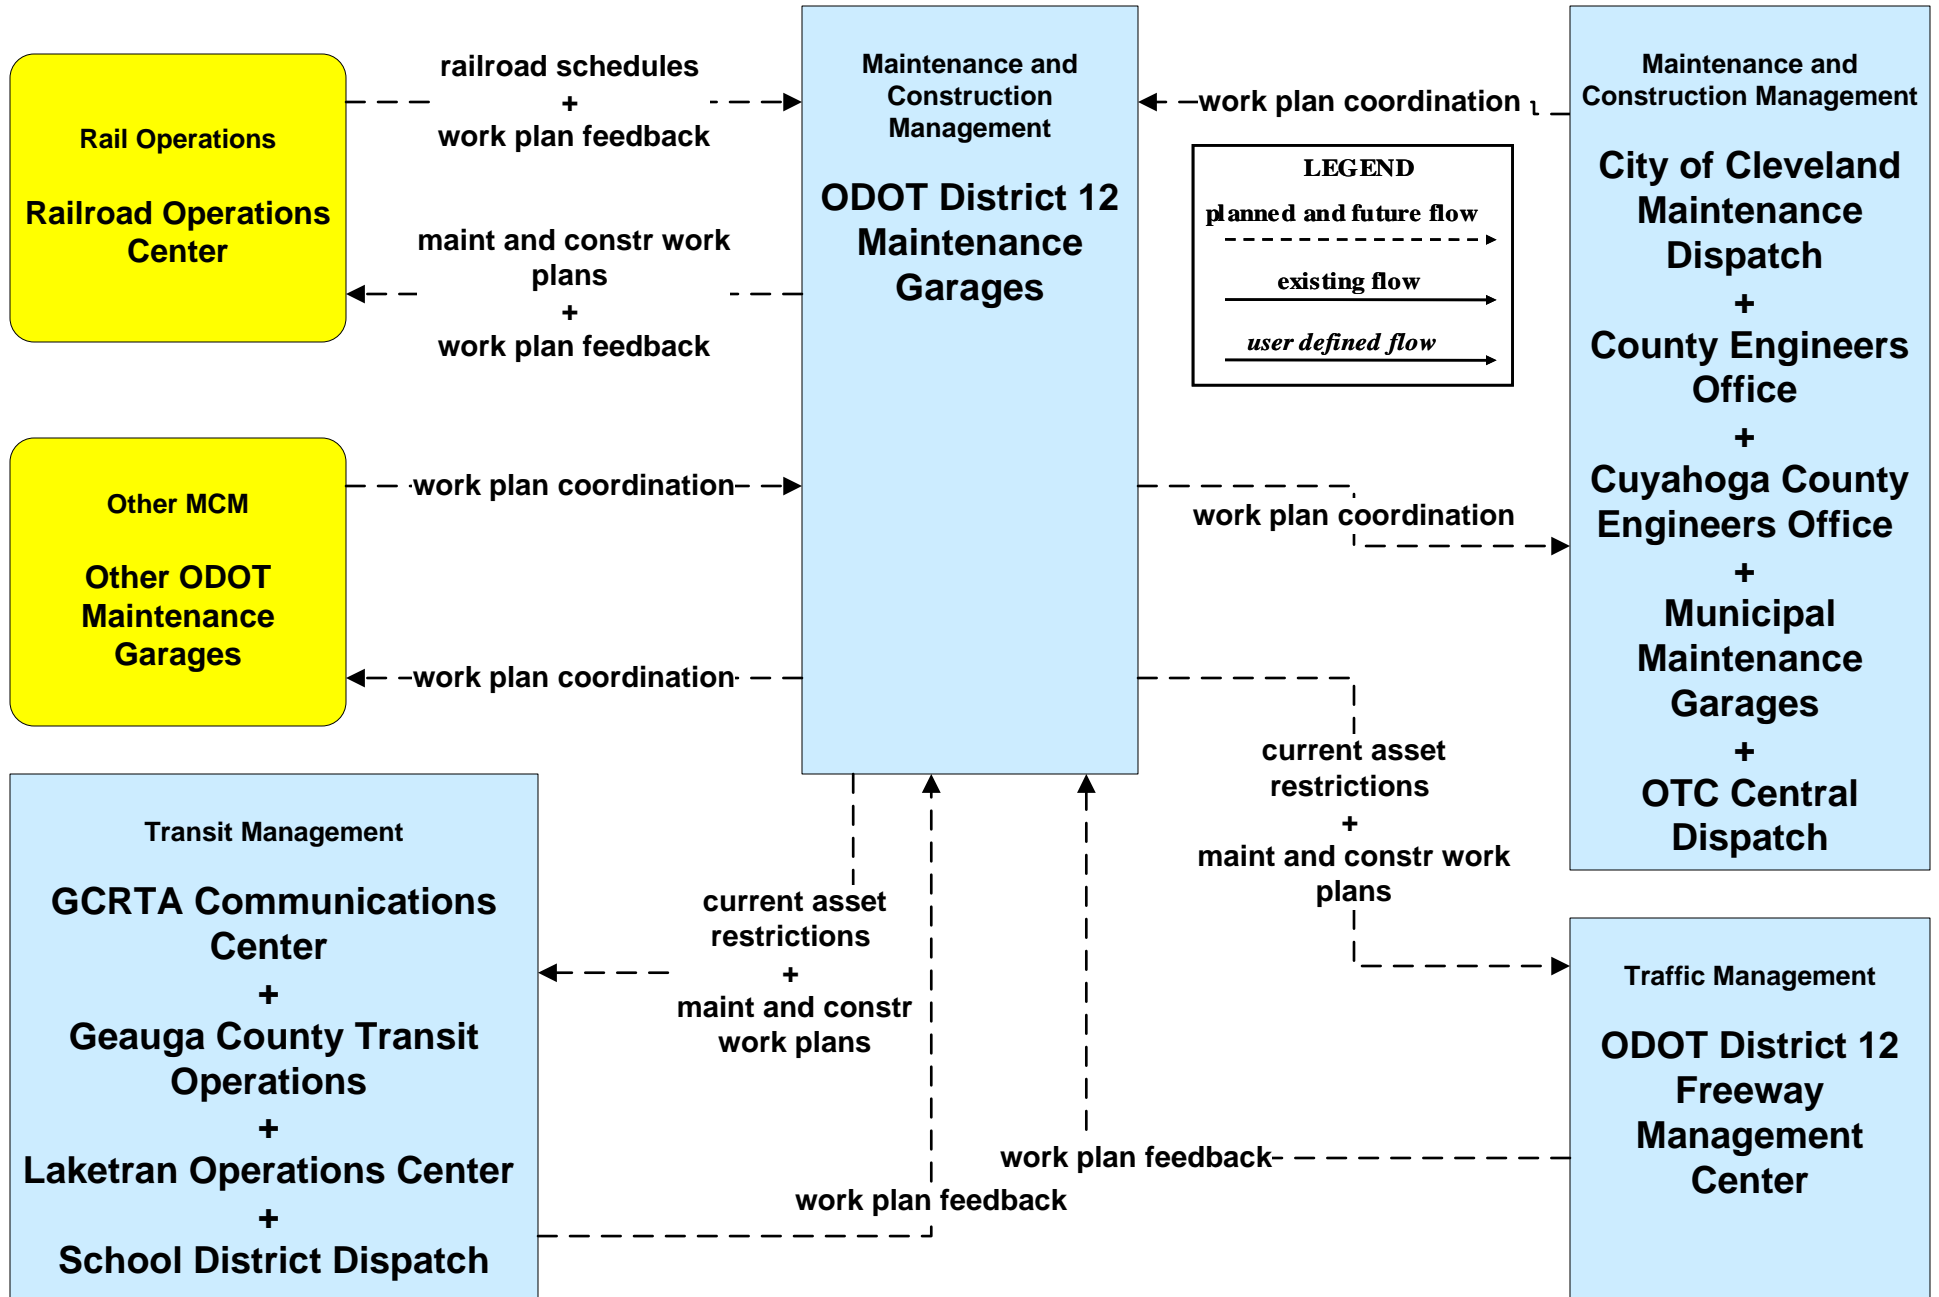 Rail Operations
Railroad Operations
Center
railroad schedules
+
work plan feedback
maint and constr work
plans
+
work plan feedback
Other MCM
Other ODOT
Maintenance
Garages
work plan coordination
work plan coordination
Maintenance and
Construction
Management
ODOT District 12
Maintenance
Garages
work plan coordination
LEGEND
planned and future flow
existing flow
user defined flow
work plan coordination
Maintenance and
Construction Management
City of Cleveland
Maintenance
Dispatch
+
County Engineers
Office
+
Cuyahoga County
Engineers Office
+
Municipal
Maintenance
Garages
+
OTC Central
Dispatch
current asset
restrictions
+
maint and constr work
plans
Transit Management
GCRTA Communications
Center
+
Geauga County Transit
Operations
+
Laketran Operations Center
+
School District Dispatch
current asset
restrictions
+
maint and constr
work plans
work plan feedback
work plan feedback
Traffic Management
ODOT District 12
Freeway
Management
Center